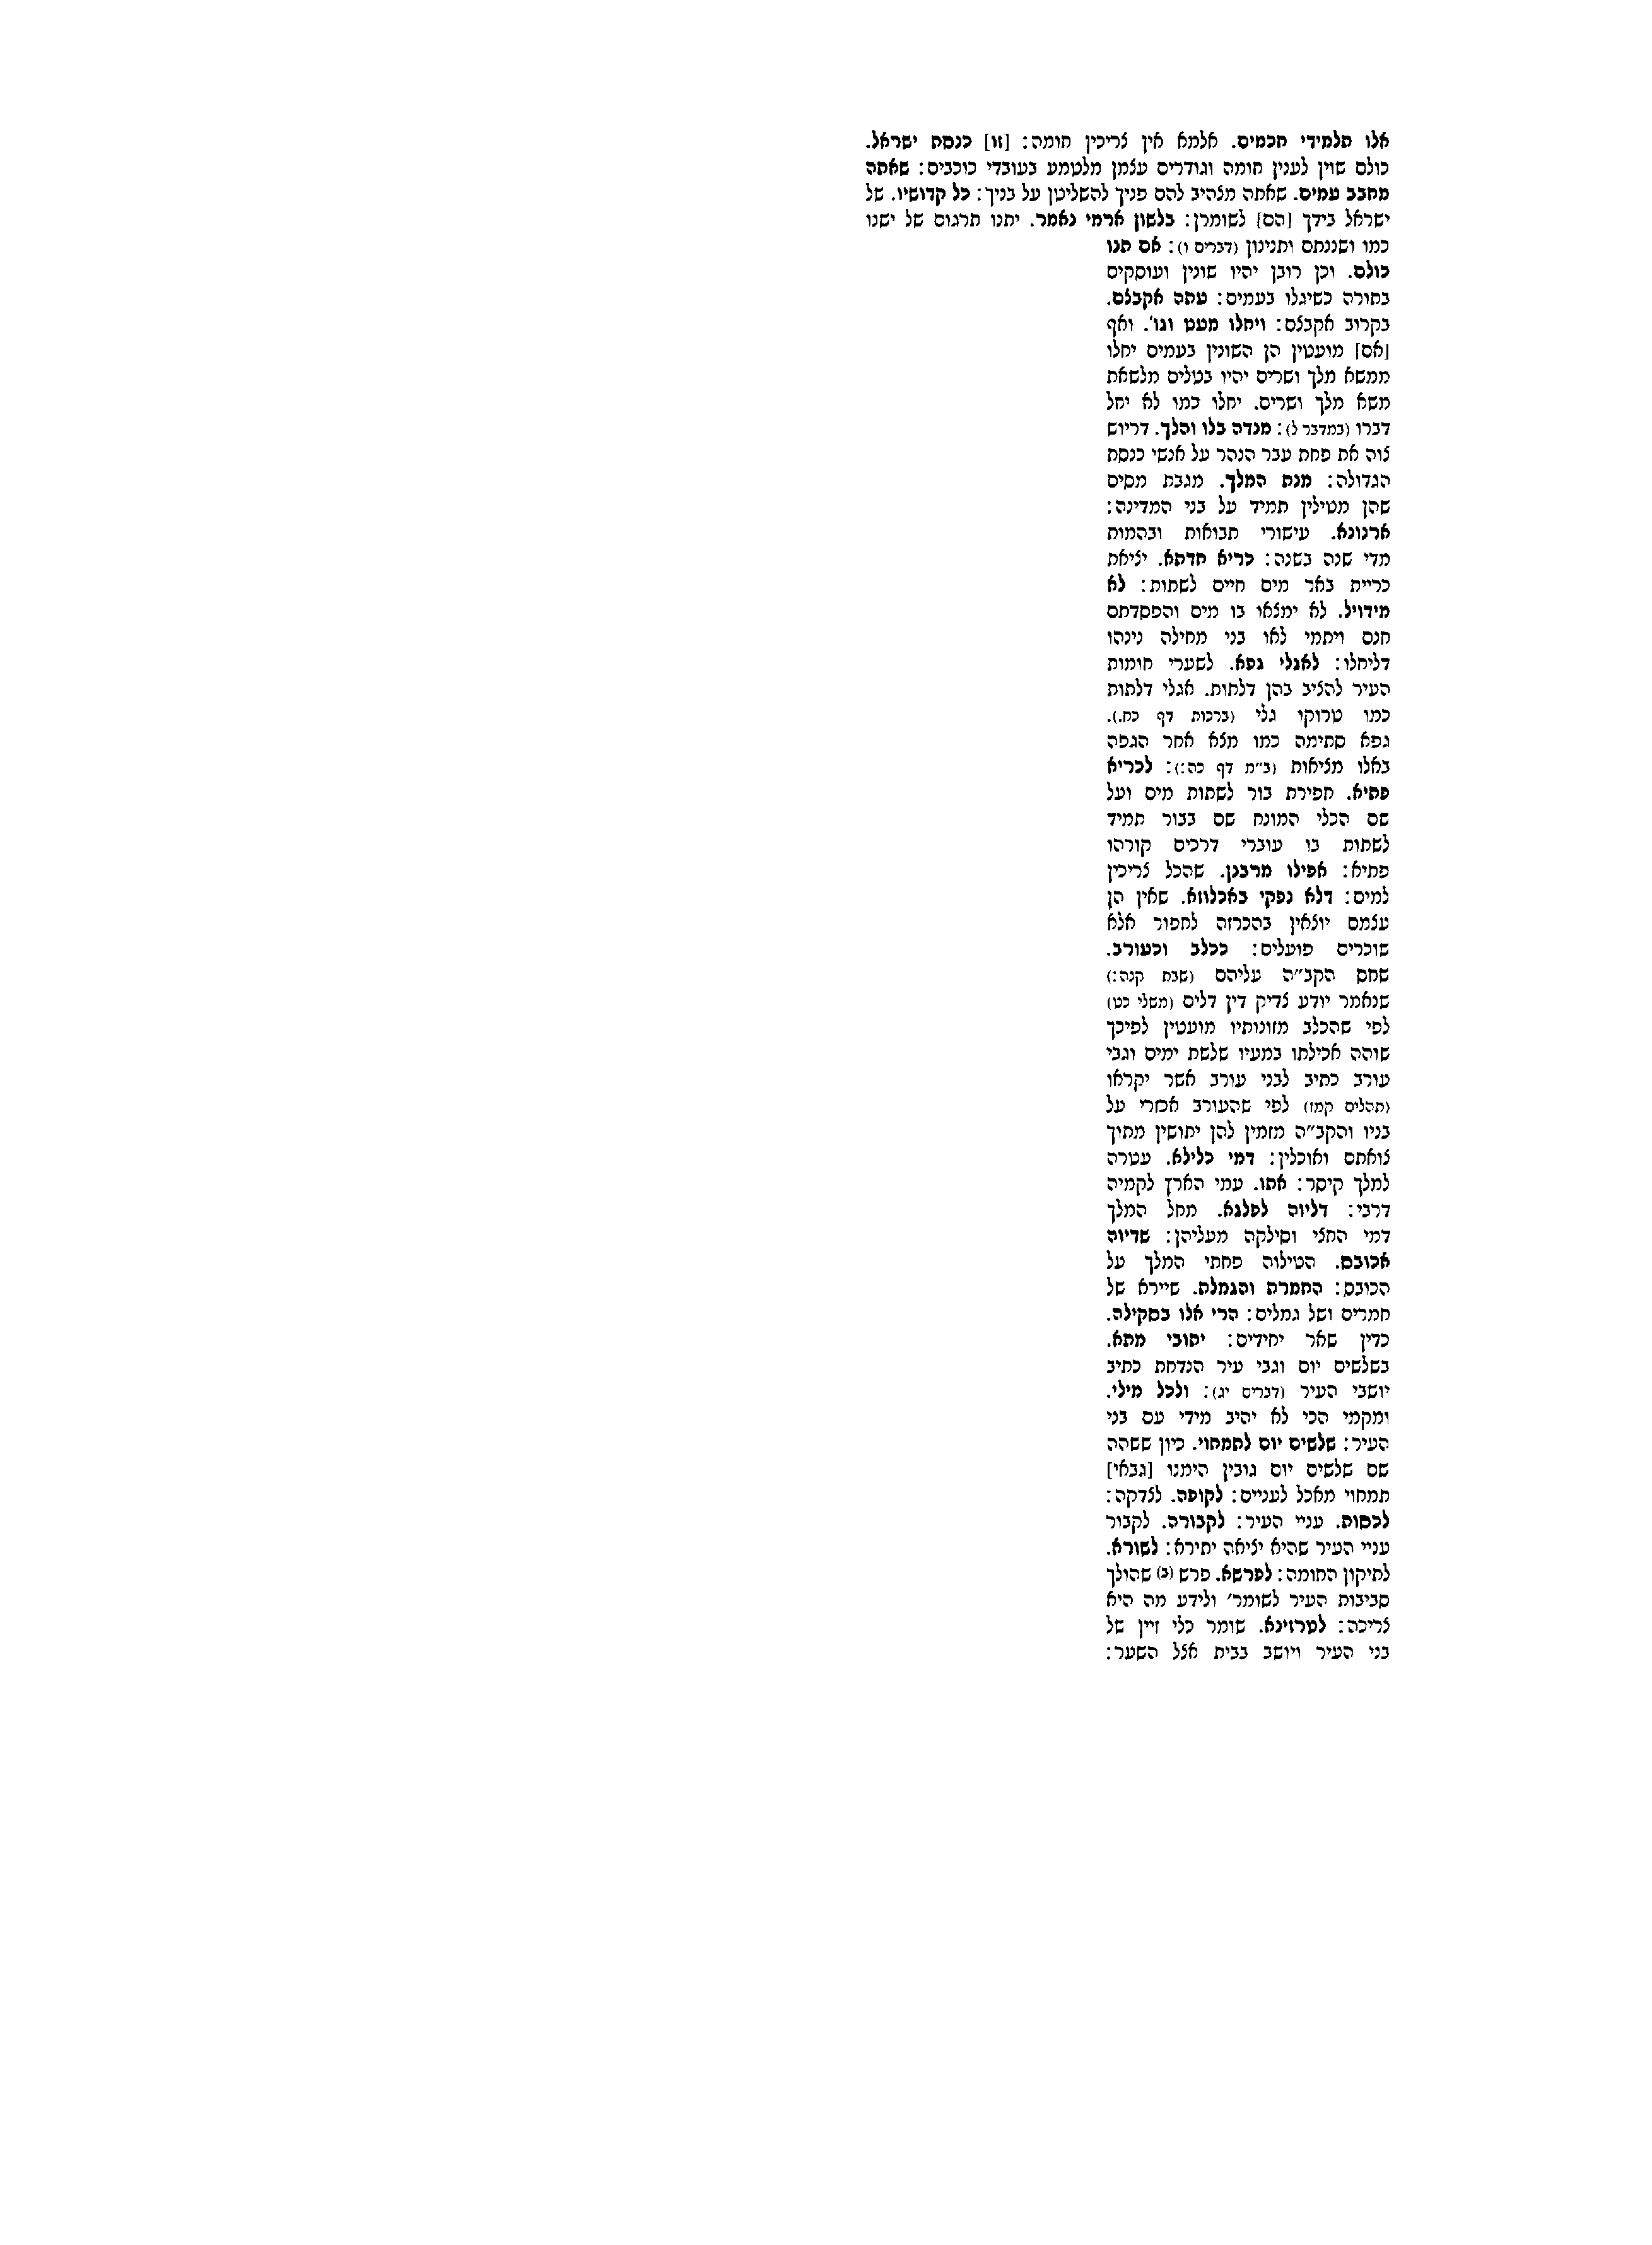 אלו תלמידי חכמים. אלמא אין צריכין חומה: [זו] כנסת ישראל.
כולם שוין לענין חומה וגודרים עצמן מלטמע בעובדי כוכבים: שאתה
מחבב עמים. שאתה מצהיב להם פניך להשליטן על בניך: כל קדושיו. של
ישראל בידך [הם] לשומרן: בלשון ארמי נאמר. יתנו תרגום של ישנו
כמו ושננתם ותנינון (דברים ו): אם תנו
כולם. וכן רובן יהיו שונין ועוסקים
בתורה כשיגלו בעמים: עתה אקבצם.
בקרוב אקבצם: ויחלו מעט וגו'. ואף
[אם] מועטין הן השונין בעמים יחלו
ממשא מלך ושרים יהיו בטלים מלשאת
משא מלך ושרים. יחלו כמו לא יחל
דברו (במדבר ל): מנדה בלו והלך. דריוש
צוה את פחת עבר הנהר על אנשי כנסת
הגדולה: מנת המלך. מגבת מסים
שהן מטילין תמיד על בני המדינה:
ארנונא. עישורי תבואות ובהמות
מדי שנה בשנה: כריא חדתא. יציאת
כריית באר מים חיים לשתות: לא
מידויל. לא ימצאו בו מים והפסדתם
חנם ויתמי לאו בני מחילה נינהו
דליחלו: לאגלי גפא. לשערי חומות
העיר להציב בהן דלתות. אגלי דלתות
כמו טרוקו גלי (ברכות דף כח.).
גפא סתימה כמו מצא אחר הגפה
באלו מציאות (ב"מ דף כה:): לכריא
פתיא. חפירת בור לשתות מים ועל
שם הכלי המונח שם בבור תמיד
לשתות בו עוברי דרכים קורהו
פתיא: אפילו מרבנן. שהכל צריכין
למים: דלא נפקי באכלוזא. שאין הן
עצמם יוצאין בהכרזה לחפור אלא
שוכרים פועלים: ככלב וכעורב.
שחס הקב"ה עליהם (שבת קנה:)
שנאמר יודע צדיק דין דלים (משלי כט)
לפי שהכלב מזונותיו מועטין לפיכך
שוהה אכילתו במעיו שלשת ימים וגבי
עורב כתיב לבני עורב אשר יקראו
(תהלים קמז) לפי שהעורב אכזרי על
בניו והקב"ה מזמין להן יתושין מתוך
צואתם ואוכלין: דמי כלילא. עטרה
למלך קיסר: אתו. עמי הארץ לקמיה
דרבי: דליוה לפלגא. מחל המלך
דמי החצי וסילקה מעליהן: שדיוה
אכובס. הטילוה פחתי המלך על
הכובס: החמרת והגמלת. שיירא של
חמרים ושל גמלים: הרי אלו בסקילה.
כדין שאר יחידים: יתובי מתא.
בשלשים יום וגבי עיר הנדחת כתיב
יושבי העיר (דברים יג): ולכל מילי.
ומקמי הכי לא יהיב מידי עם בני
העיר: שלשים יום לתמחוי. כיון ששהה
שם שלשים יום גובין הימנו [גבאי]
תמחוי מאכל לעניים: לקופה. לצדקה:
לכסות. עניי העיר: לקבורה. לקבור
עניי העיר שהיא יציאה יתירא: לשורא.
לתיקון החומה: לפרשא. פרש (ב) שהולך
סביבות העיר לשומר' ולידע מה היא
צריכה: לטרזינא. שומר כלי זיין של
בני העיר ויושב בבית אצל השער: